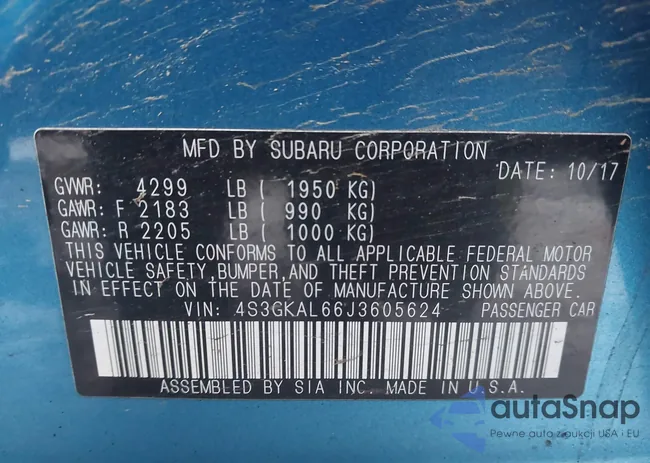 MFD BY SUBARU CORPORATION
DATE: 10/17
GVWR: 4299 LB ( 1950 KG)
GAWR: F 2183 LB ( 990 KG)
GAWR: R 2205 LB ( 1000 KG)
THIS VEHICLE CONFORMS TO ALL APPLICABLE FEDERAL MOTOR
VEHICLE SAFETY, BUMPER, AND THEFT PREVENTION STANDARDS
IN EFFECT ON THE DATE OF MANUFACTURE SHOWN ABOVE.
VIN: 4S3GKAL66J3605624 PASSENGER CAR
ASSEMBLED BY SIA INC. MADE IN U.S.A.
autaSnap
Pewne auta z aukcji USA i EU